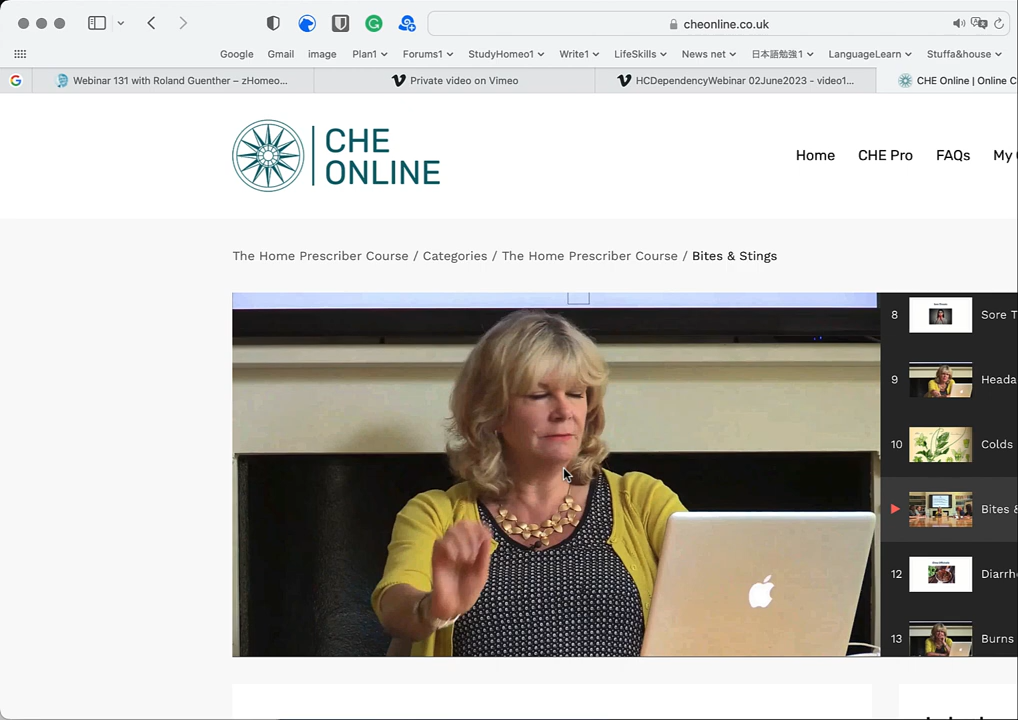 cheonline.co.uk
Google Gmail image Plan1 Forums1 StudyHomeo1 Write1 LifeSkills News net 日本語勉強1 LanguageLearn Stuffa&house
Webinar 131 with Roland Guenther – zHomeo... Private video on Vimeo HCDependencyWebinar 02June2023 - video1... CHE Online | Online C
CHE
ONLINE
Home CHE Pro FAQs My
The Home Prescriber Course / Categories / The Home Prescriber Course / Bites & Stings
8 Sore T
9 Heada
10 Colds
Bites &
12 Diarrh
13 Burns